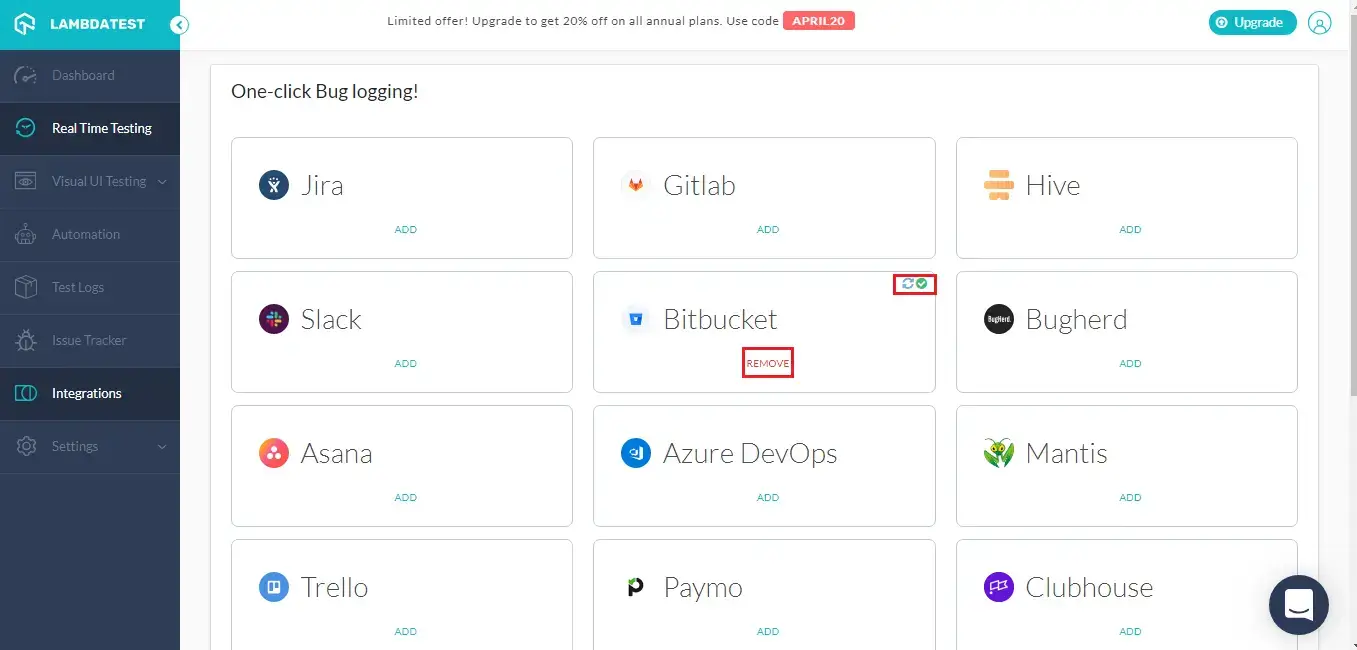 LAMBDATEST
Limited offer! Upgrade to get 20% off on all annual plans. Use code APRIL20
Upgrade
Dashboard
Real Time Testing
Visual UI Testing
Automation
Test Logs
Issue Tracker
Integrations
Settings
One-click Bug logging!
Jira
ADD
Gitlab
ADD
Hive
ADD
Slack
ADD
Bitbucket
REMOVE
BugHerd.
Bugherd
ADD
Asana
ADD
Azure DevOps
ADD
Mantis
ADD
Trello
ADD
Paymo
ADD
Clubhouse
ADD